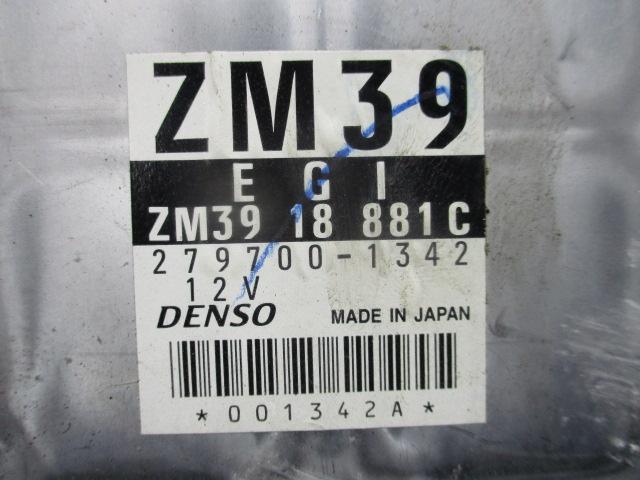 ZM39
E G I
ZM39 18 881C
279700-1342
12V
DENSO MADE IN JAPAN
*001342A*